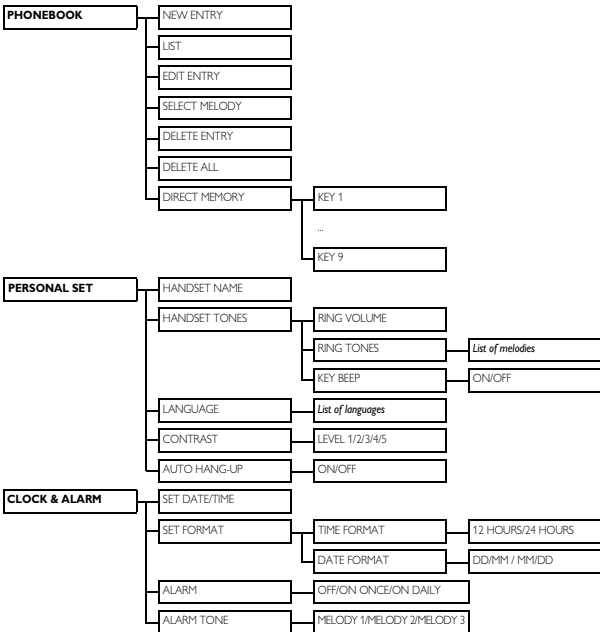 PHONEBOOK
NEW ENTRY
LIST
EDIT ENTRY
SELECT MELODY
DELETE ENTRY
DELETE ALL
DIRECT MEMORY
KEY 1
...
KEY 9
PERSONAL SET
HANDSET NAME
HANDSET TONES
RING VOLUME
RING TONES
List of melodies
KEY BEEP
ON/OFF
LANGUAGE
List of languages
CONTRAST
LEVEL 1/2/3/4/5
AUTO HANG-UP
ON/OFF
CLOCK & ALARM
SET DATE/TIME
SET FORMAT
TIME FORMAT
12 HOURS/24 HOURS
DATE FORMAT
DD/MM / MM/DD
ALARM
OFF/ON ONCE/ON DAILY
ALARM TONE
MELODY 1/MELODY 2/MELODY 3